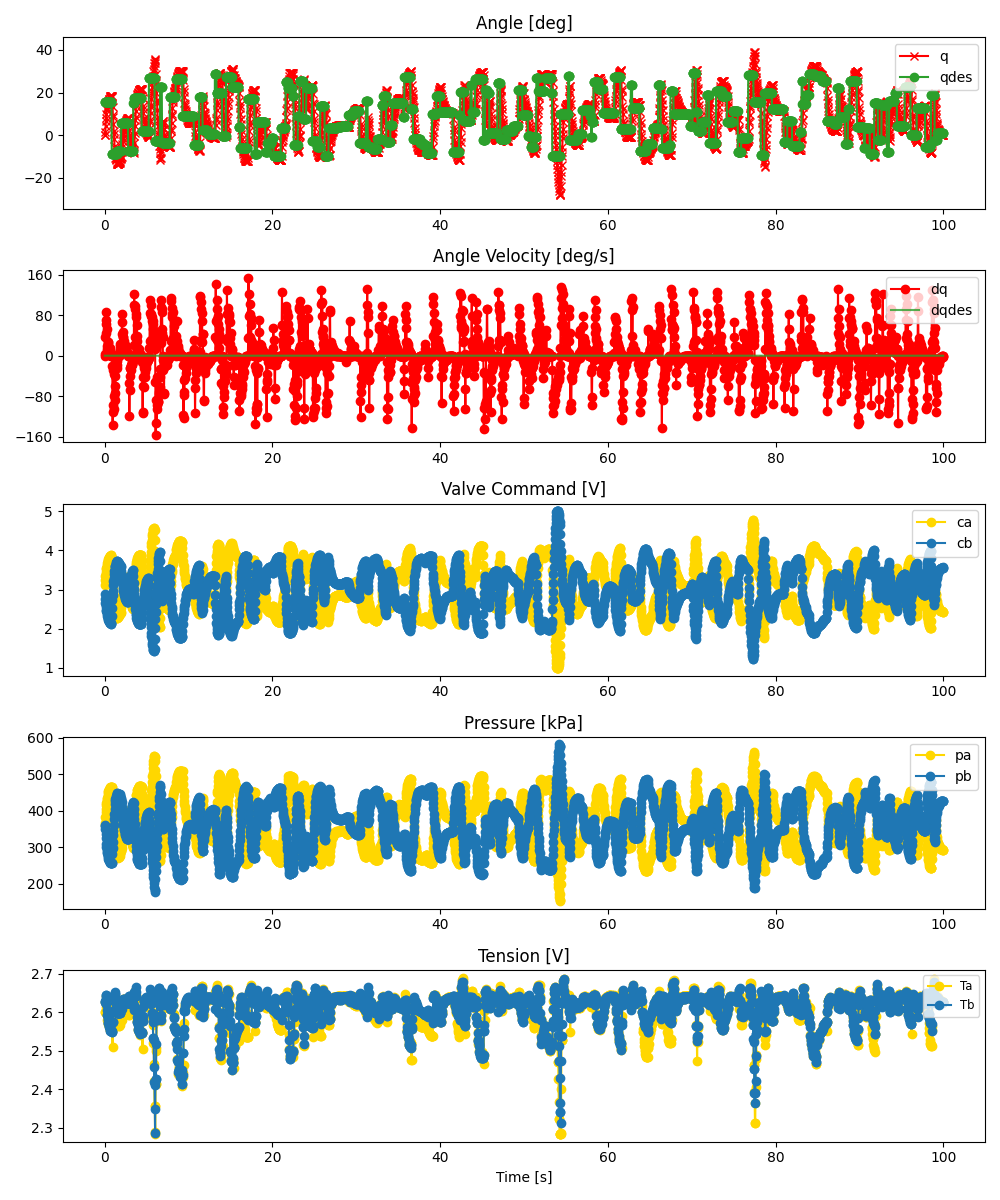 Angle [deg]
40
20
0
−20
q
qdes
0 20 40 60 80 100
Angle Velocity [deg/s]
160
80
0
−80
−160
dq
dqdes
0 20 40 60 80 100
Valve Command [V]
5
4
3
2
1
ca
cb
0 20 40 60 80 100
Pressure [kPa]
600
500
400
300
200
pa
pb
0 20 40 60 80 100
Tension [V]
2.7
2.6
2.5
2.4
2.3
Ta
Tb
0 20 40 60 80 100
Time [s]